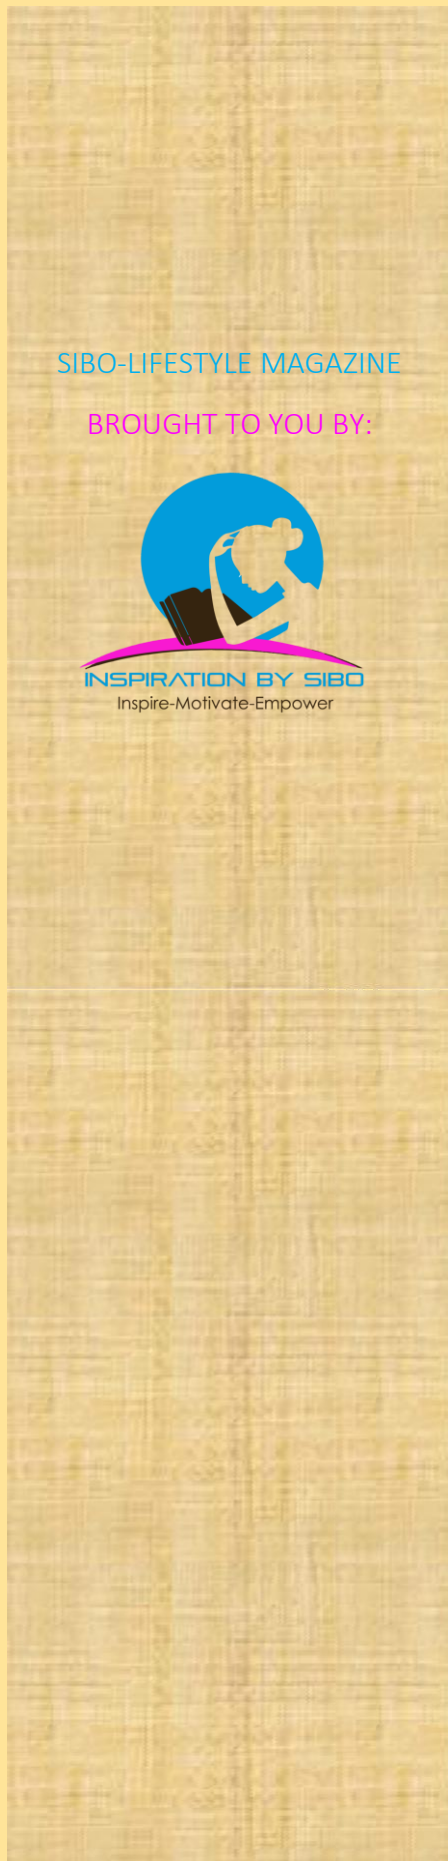 SIBO-LIFESTYLE MAGAZINE
BROUGHT TO YOU BY:
INSPIRATION BY SIBO
Inspire-Motivate-Empower